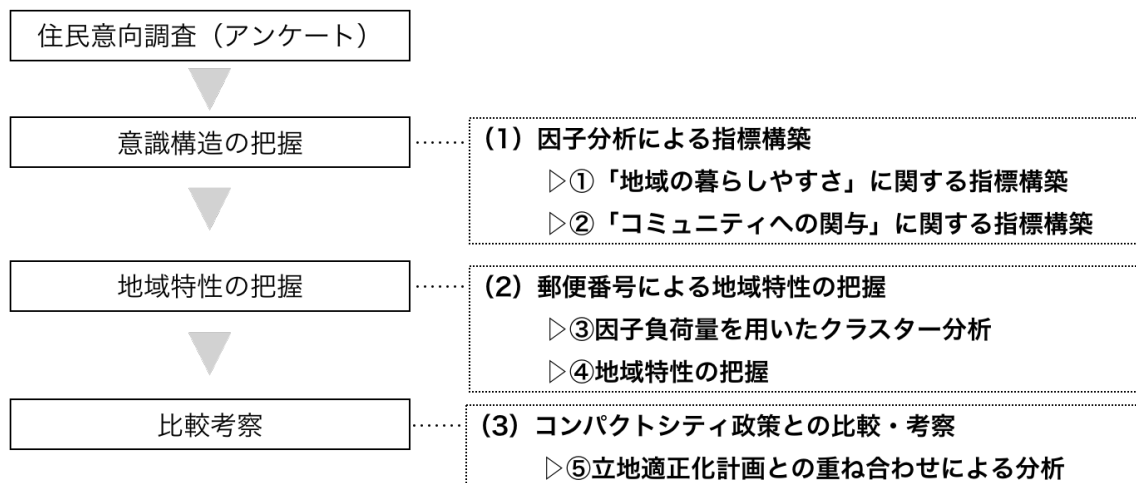 住民意向調査（アンケート）
意識構造の把握
（1）因子分析による指標構築
▷①「地域の暮らしやすさ」に関する指標構築
▷②「コミュニティへの関与」に関する指標構築
地域特性の把握
（2）郵便番号による地域特性の把握
▷③因子負荷量を用いたクラスター分析
▷④地域特性の把握
比較考察
（3）コンパクトシティ政策との比較・考察
▷⑤立地適正化計画との重ね合わせによる分析